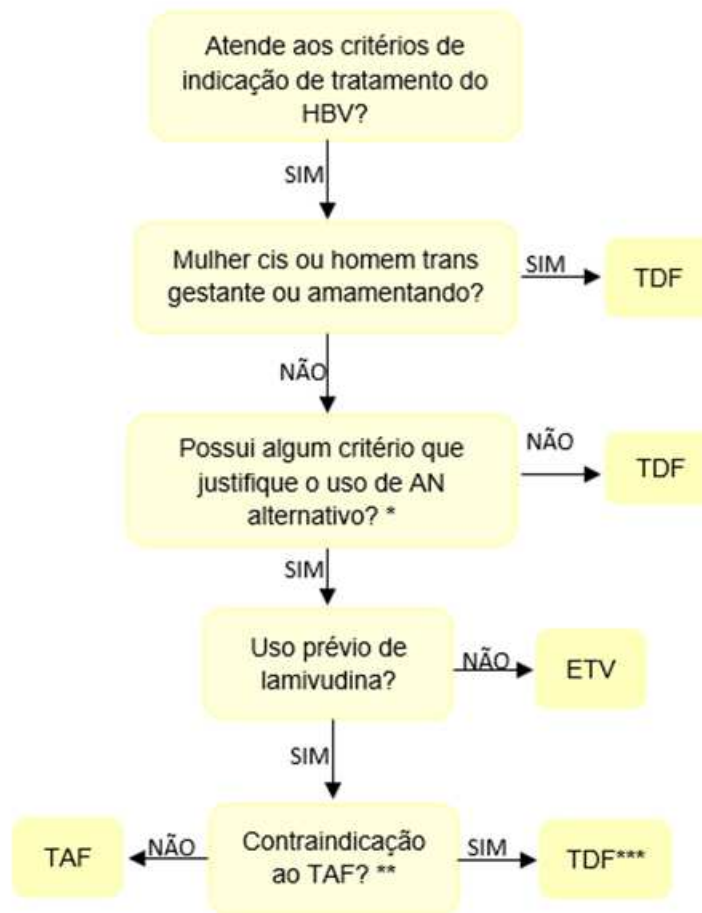 Atende aos critérios de
indicação de tratamento do
HBV?
SIM
Mulher cis ou homem trans
gestante ou amamentando?
SIM
TDF
NÃO
Possui algum critério que
justifique o uso de AN
alternativo? *
NÃO
TDF
SIM
Uso prévio de
lamivudina?
NÃO
ETV
SIM
TAF
NÃO
Contraindicação
ao TAF? **
SIM
TDF***